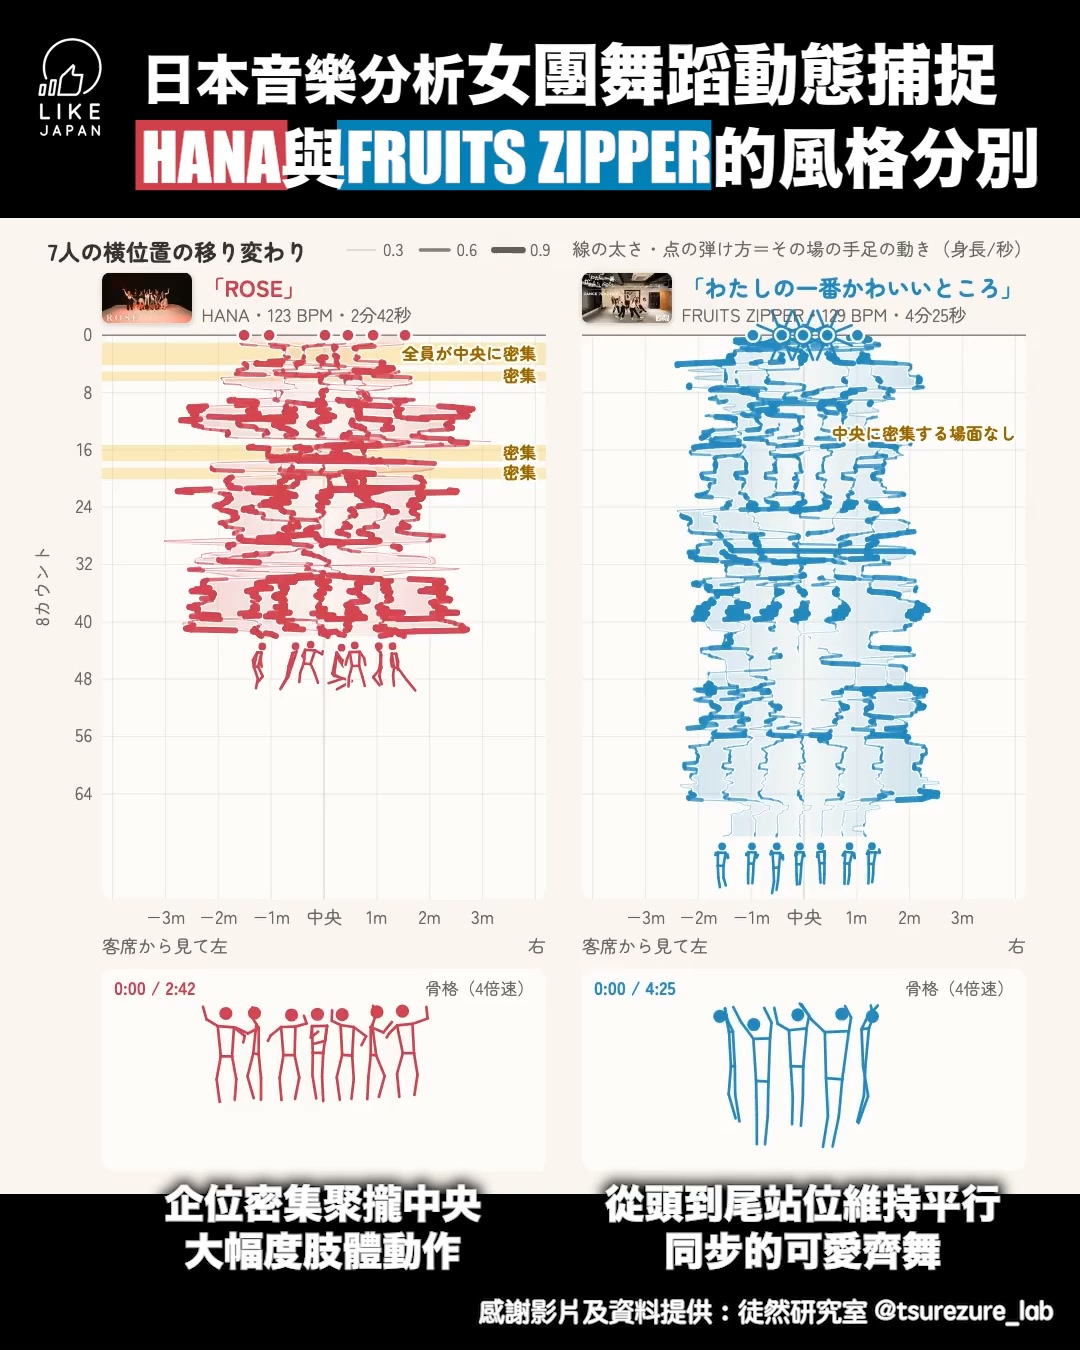 LIKE
JAPAN
日本音樂分析女團舞蹈動態捕捉
HANA與FRUITS ZIPPER的風格分別
7人の横位置の移り変わり
0.3 0.6 0.9 線の太さ・点の弾け方＝その場の手足の動き（身長/秒）
「ROSE」
HANA・123 BPM・2分42秒
ROSE
「わたしの一番かわいいところ」
FRUITS ZIPPER・129 BPM・4分25秒
0
全員が中央に密集
密集
8
16
密集
密集
24
32
40
48
56
64
8カウント
中央に密集する場面なし
−3m −2m −1m 中央 1m 2m 3m
客席から見て左 右
−3m −2m −1m 中央 1m 2m 3m
客席から見て左 右
0:00 / 2:42 骨格（4倍速）
0:00 / 4:25 骨格（4倍速）
企位密集聚攏中央
大幅度肢體動作
從頭到尾站位維持平行
同步的可愛齊舞
感謝影片及資料提供：徒然研究室 @tsurezure_lab